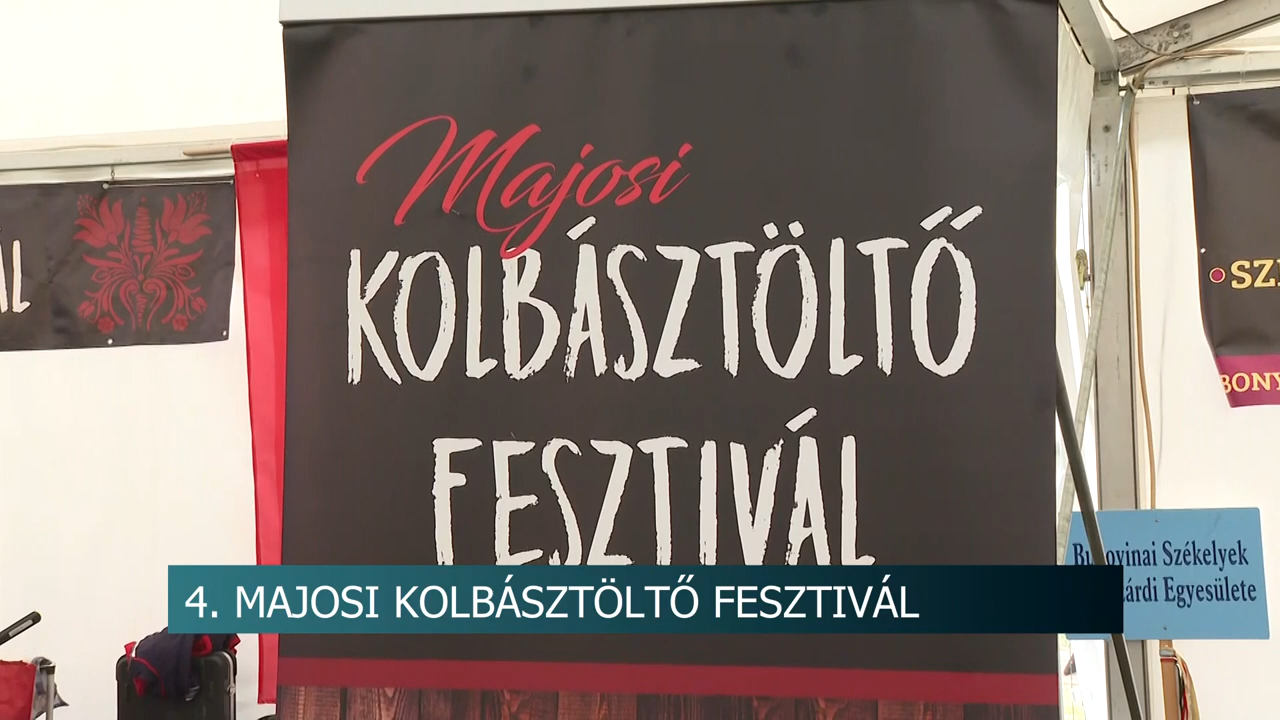 Majosi
KOLBÁSZTÖLTŐ
FESZTIVÁL
4. MAJOSI KOLBÁSZTÖLTŐ FESZTIVÁL
Székelyek
Egyesülete